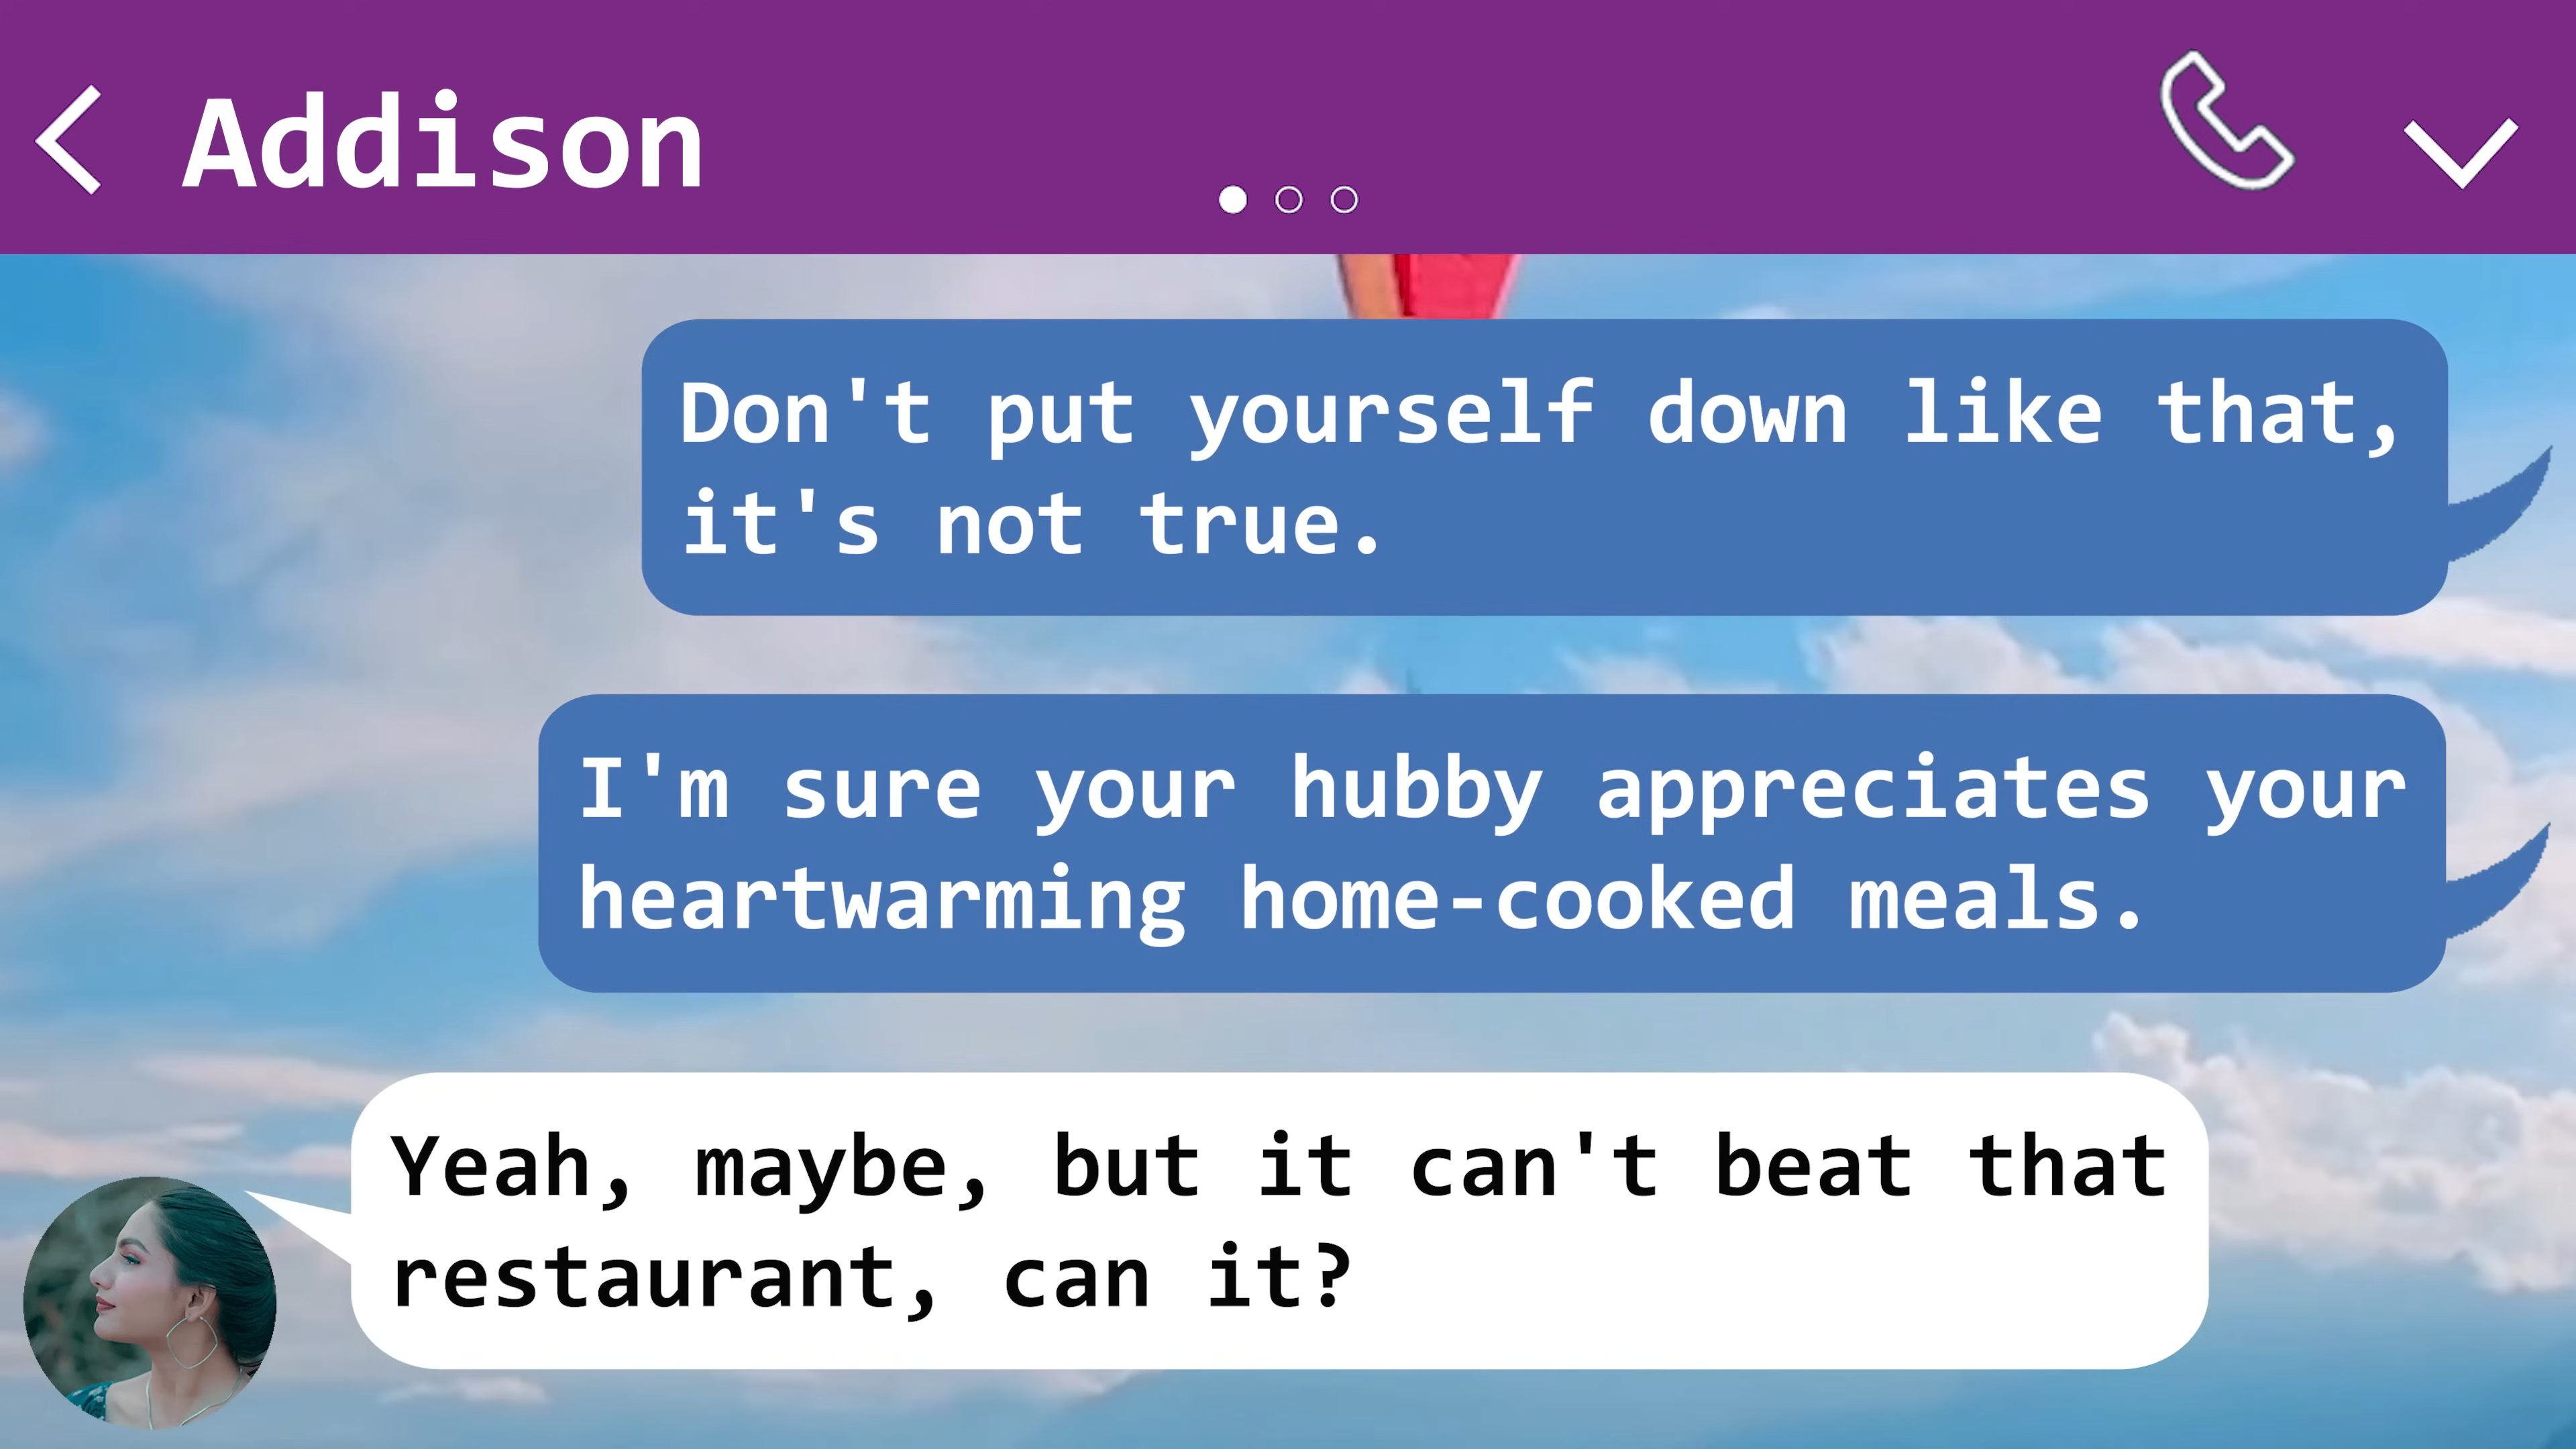 Addison
Don't put yourself down like that,
it's not true.
I'm sure your hubby appreciates your
heartwarming home-cooked meals.
Yeah, maybe, but it can't beat that
restaurant, can it?